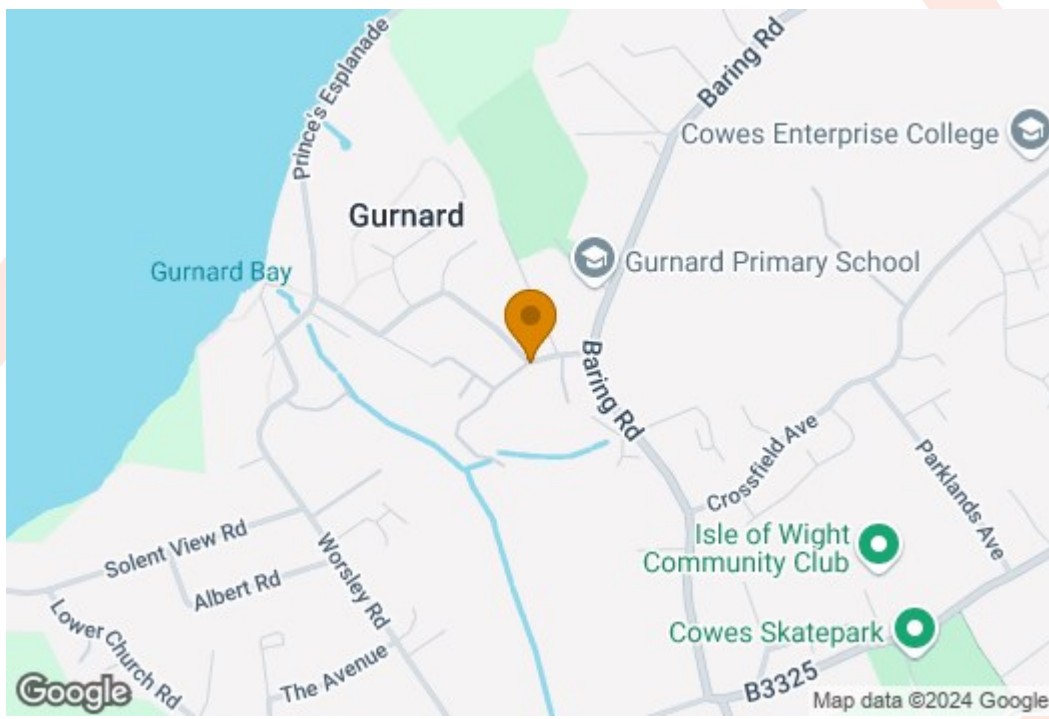 Prince's Esplanade
Baring Rd
Cowes Enterprise College
Gurnard
Gurnard Primary School
Gurnard Bay
Baring Rd
Crossfield Ave
Parklands Ave
Isle of Wight
Community Club
Solent View Rd
Albert Rd
Worsley Rd
Lower Church Rd
The Avenue
Cowes Skatepark
B3325
Google
Map data ©2024 Google